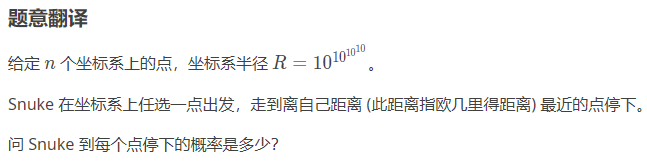 题意翻译
给定 n 个坐标系上的点，坐标系半径 R = 10^{10^{10^{10}}}。
Snuke 在坐标系上任选一点出发，走到离自己距离 (此距离指欧几里得距离) 最近的点停下。
问 Snuke 到每个点停下的概率是多少?